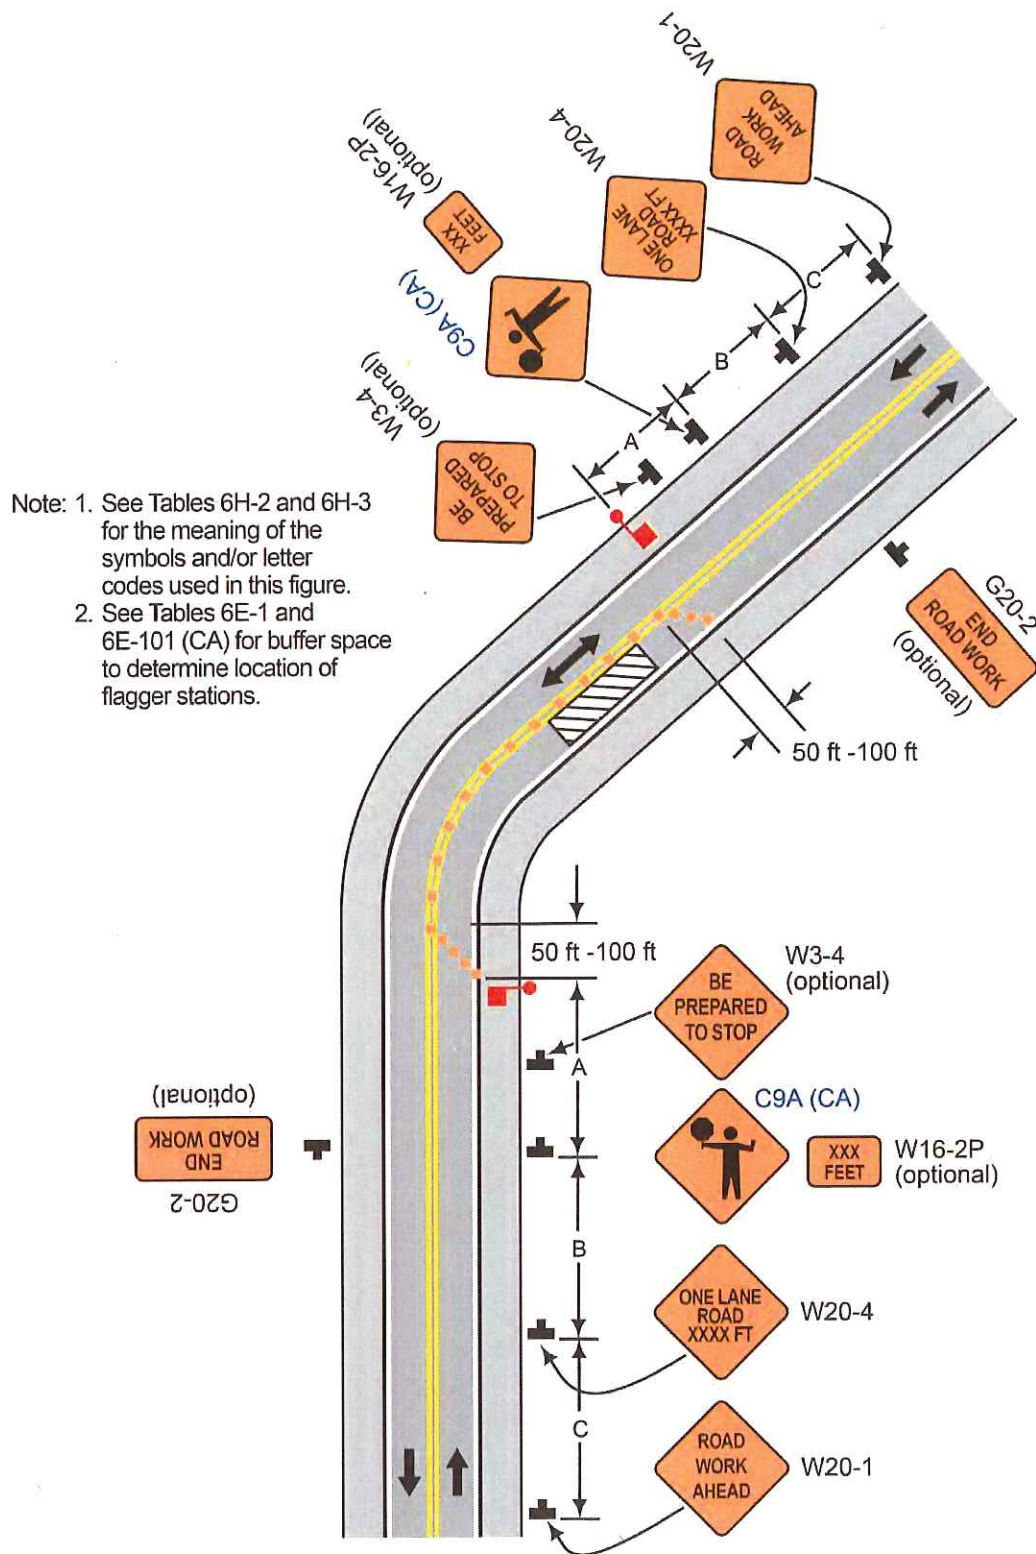 W20-1
ROAD
WORK
AHEAD
W20-4
ONE LANE
ROAD
XXXX FT
W16-2P
(optional)
XXX
FEET
C9A (CA)
W3-4
(optional)
BE
PREPARED
TO STOP
C
B
A
Note: 1. See Tables 6H-2 and 6H-3
for the meaning of the
symbols and/or letter
codes used in this figure.
2. See Tables 6E-1 and
6E-101 (CA) for buffer space
to determine location of
flagger stations.
G20-2
END
ROAD WORK
(optional)
50 ft -100 ft
50 ft -100 ft
W3-4
(optional)
BE
PREPARED
TO STOP
A
C9A (CA)
XXX
FEET
W16-2P
(optional)
G20-2
END
ROAD WORK
(optional)
B
ONE LANE
ROAD
XXXX FT
W20-4
C
ROAD
WORK
AHEAD
W20-1